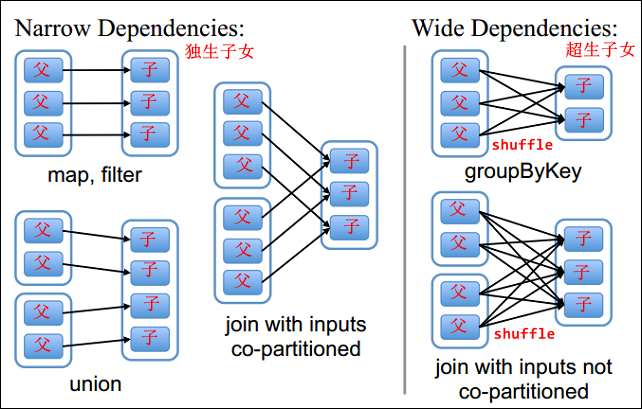 Narrow Dependencies:
独生子女
父 子
父 子
父 子
map, filter
父
父
父
父
子
子
子
子
union
父
父
父
父
父
父
子
子
子
join with inputs
co-partitioned
Wide Dependencies:
超生子女
父
父
父
子
子
shuffle
groupByKey
父
父
父
父
子
子
子
shuffle
join with inputs not
co-partitioned